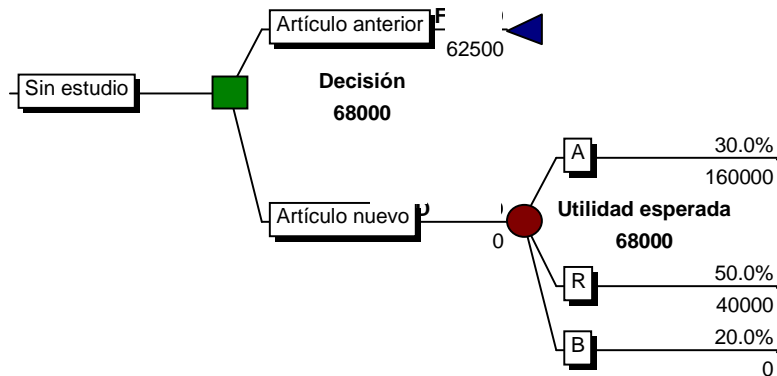 Artículo anterior
62500
Sin estudio
Decisión
68000
A
30.0%
160000
Artículo nuevo
0
Utilidad esperada
68000
R
50.0%
40000
B
20.0%
0